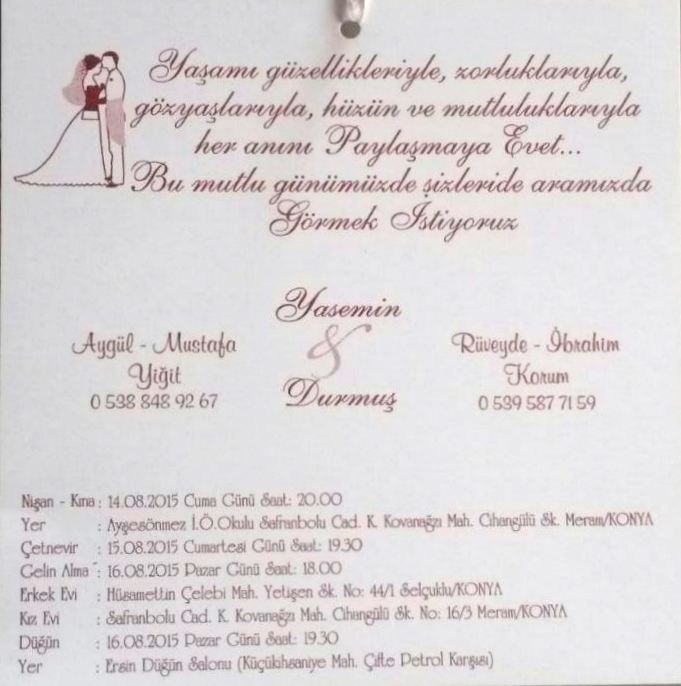 Yaşamı güzellikleriyle, zorluklarıyla,
gözyaşlarıyla, hüzün ve mutluluklarıyla
her anını Paylaşmaya Evet...
Bu mutlu günümüzde şizleride aramızda
Görmek İstiyoruz
Yasemin
&
Durmuş
Aygül - Mustafa
Yiğit
0 538 848 92 67
Rüveyde - İbrahim
Korum
0 539 587 71 59
Nişan - Kına : 14.08.2015 Cuma Günü Saat: 20.00
Yer : Ayşesönmez İ.Ö.Okulu Safranbolu Cad. K. Kovanağzı Mah. Cihangülü Sk. Meram/KONYA
Çetnevir : 15.08.2015 Cumartesi Günü Saat: 19.30
Gelin Alma : 16.08.2015 Pazar Günü Saat: 18.00
Erkek Evi : Hüsamettin Çelebi Mah. Yetişen Sk. No: 44/1 Selçuklu/KONYA
Kız Evi : Safranbolu Cad. K. Kovanağzı Mah. Cihangülü Sk. No: 16/3 Meram/KONYA
Düğün : 16.08.2015 Pazar Günü Saat: 19.30
Yer : Ersin Düğün Salonu (Küçükihsaniye Mah. Çifte Petrol Karşısı)